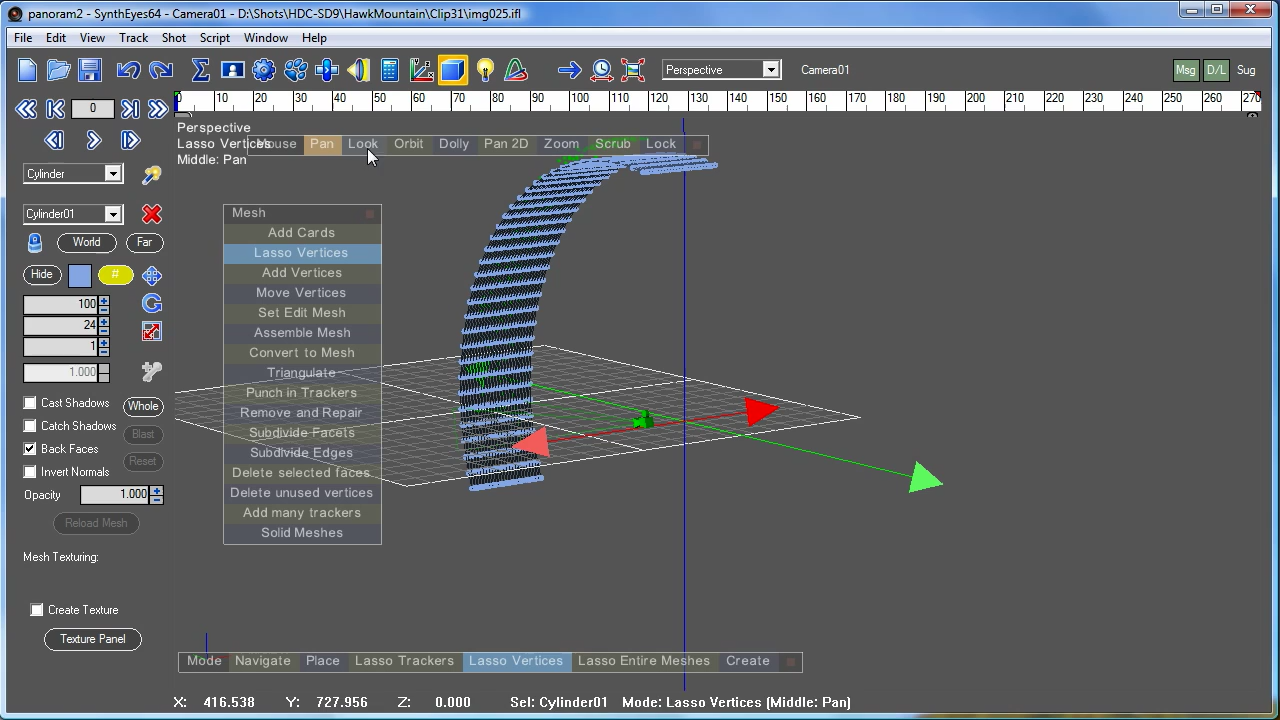 panoram2 - SynthEyes64 - Camera01 - D:\Shots\HDC-SD9\HawkMountain\Clip31\img025.ifl
File Edit View Track Shot Script Window Help
Perspective Camera01 Msg D/L Sug
0 0 10 20 30 40 50 60 70 80 90 100 110 120 130 140 150 160 170 180 190 200 210 220 230 240 250 260 270
Perspective
Lasso Vertices Mouse Pan Look Orbit Dolly Pan 2D Zoom Scrub Lock
Middle: Pan
Cylinder
Cylinder01
World Far
Hide #
100
24
1
1.000
Cast Shadows Whole
Catch Shadows Blast
Back Faces
Invert Normals Reset
Opacity 1.000
Reload Mesh
Mesh Texturing:
Create Texture
Texture Panel
Mesh
Add Cards
Lasso Vertices
Add Vertices
Move Vertices
Set Edit Mesh
Assemble Mesh
Convert to Mesh
Triangulate
Punch in Trackers
Remove and Repair
Subdivide Facets
Subdivide Edges
Delete selected faces
Delete unused vertices
Add many trackers
Solid Meshes
Mode Navigate Place Lasso Trackers Lasso Vertices Lasso Entire Meshes Create
X: 416.538 Y: 727.956 Z: 0.000 Sel: Cylinder01 Mode: Lasso Vertices (Middle: Pan)